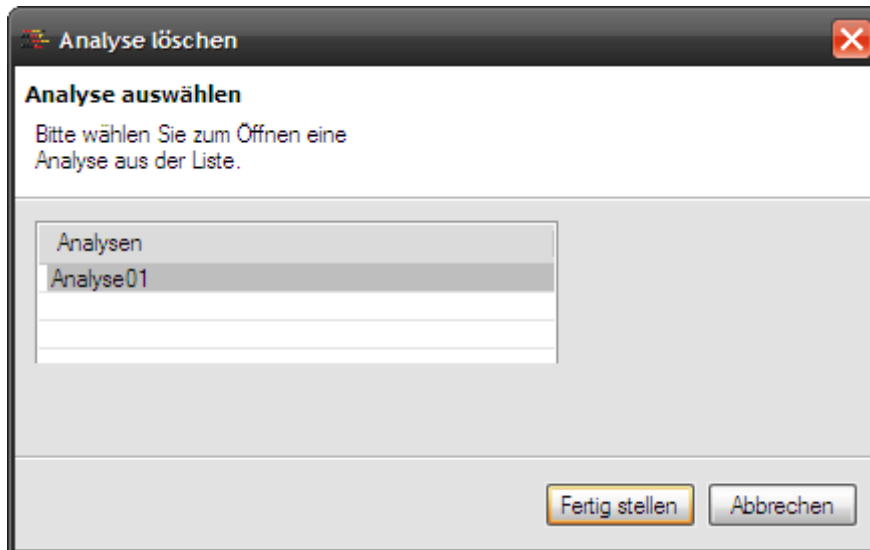 Analyse löschen
Analyse auswählen
Bitte wählen Sie zum Öffnen eine
Analyse aus der Liste.
Analysen
Analyse01
Fertig stellen
Abbrechen